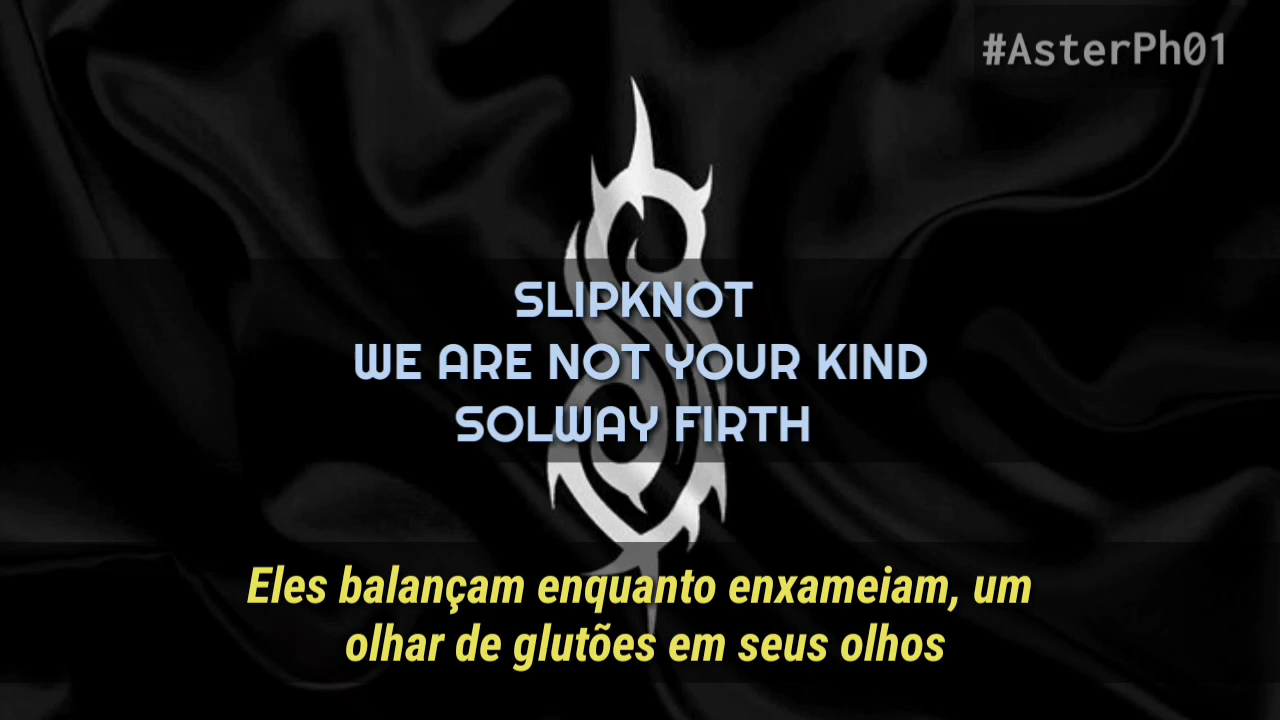 #AsterPh01
SLIPKNOT
WE ARE NOT YOUR KIND
SOLWAY FIRTH
Eles balançam enquanto enxameiam, um
olhar de glutões em seus olhos